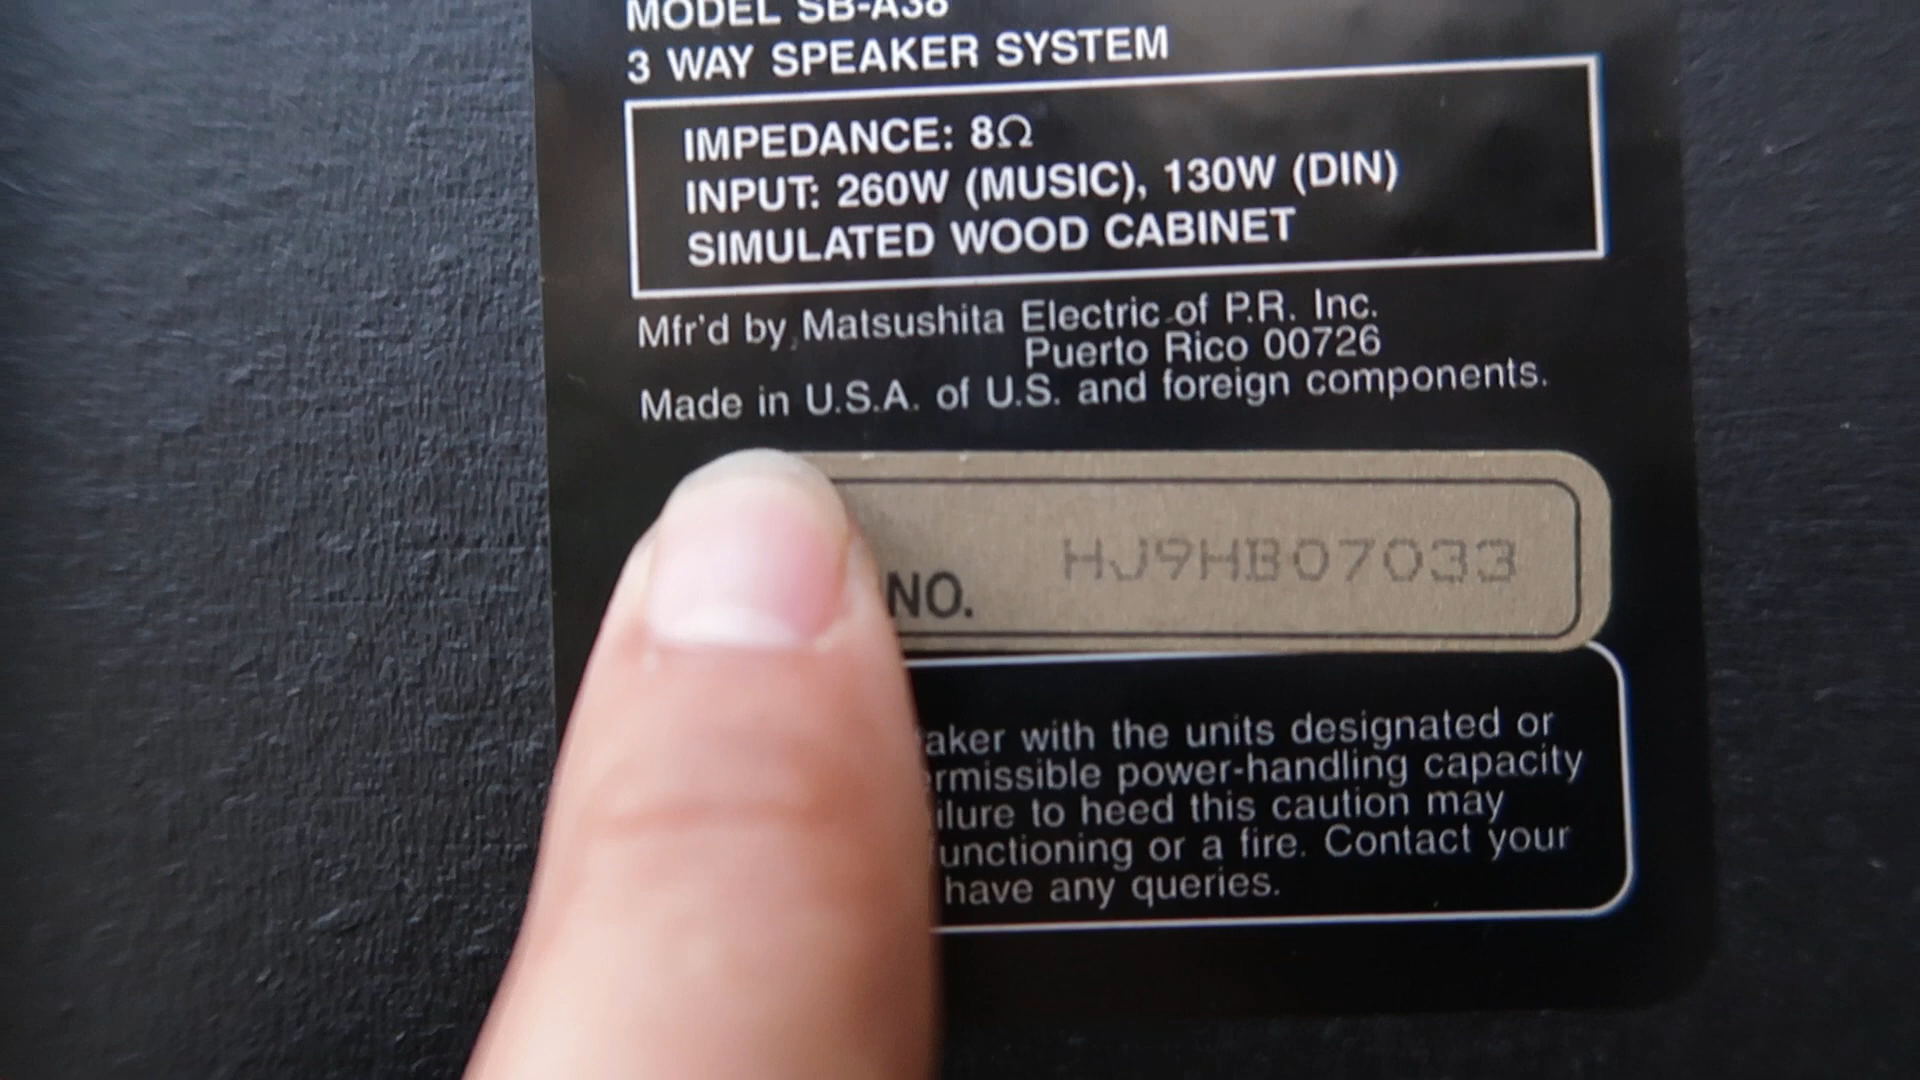 MODEL SB-A38
3 WAY SPEAKER SYSTEM
IMPEDANCE: 8Ω
INPUT: 260W (MUSIC), 130W (DIN)
SIMULATED WOOD CABINET
Mfr'd by Matsushita Electric of P.R. Inc.
Puerto Rico 00726
Made in U.S.A. of U.S. and foreign components.
NO. HJ9HB07033
aker with the units designated or
ermissible power-handling capacity
ilure to heed this caution may
unctioning or a fire. Contact your
have any queries.